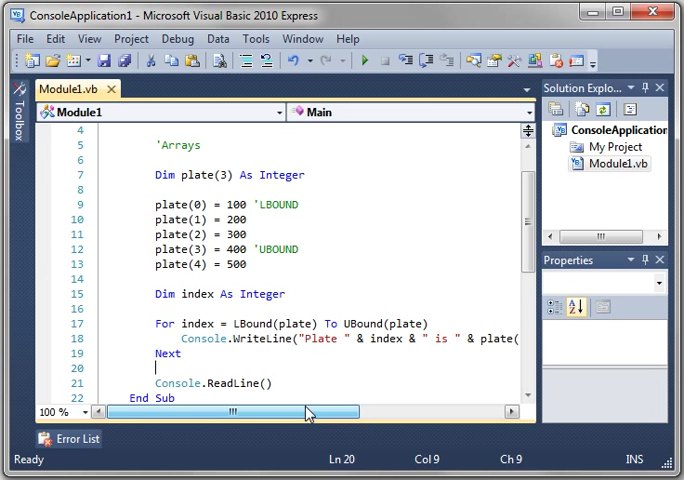 ConsoleApplication1 - Microsoft Visual Basic 2010 Express
File Edit View Project Debug Data Tools Window Help
Module1.vb
Solution Explo...
Toolbox
Module1
Main
ConsoleApplication
My Project
Module1.vb
4
5 'Arrays
6
7 Dim plate(3) As Integer
8
9 plate(0) = 100 'LBOUND
10 plate(1) = 200
11 plate(2) = 300
12 plate(3) = 400 'UBOUND
13 plate(4) = 500
14
15 Dim index As Integer
16
17 For index = LBound(plate) To UBound(plate)
18 Console.WriteLine("Plate " & index & " is " & plate(
19 Next
20
21 Console.ReadLine()
22 End Sub
Properties
100 %
Error List
Ready Ln 20 Col 9 Ch 9 INS